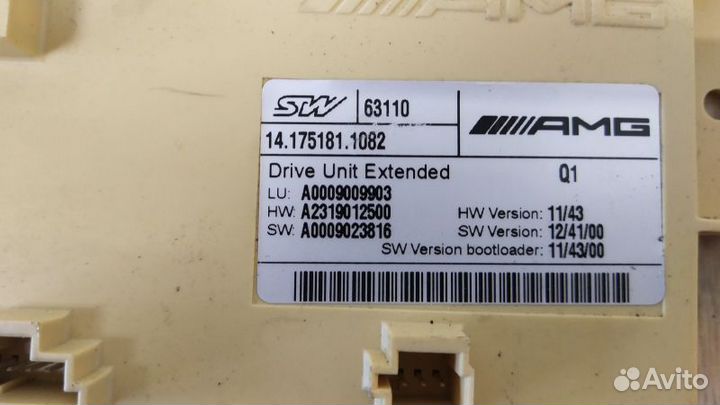 AMG
SW 63110
AMG
14.175181.1082
Drive Unit Extended Q1
LU: A0009009903
HW: A2319012500 HW Version: 11/43
SW: A0009023816 SW Version: 12/41/00
SW Version bootloader: 11/43/00
Avito